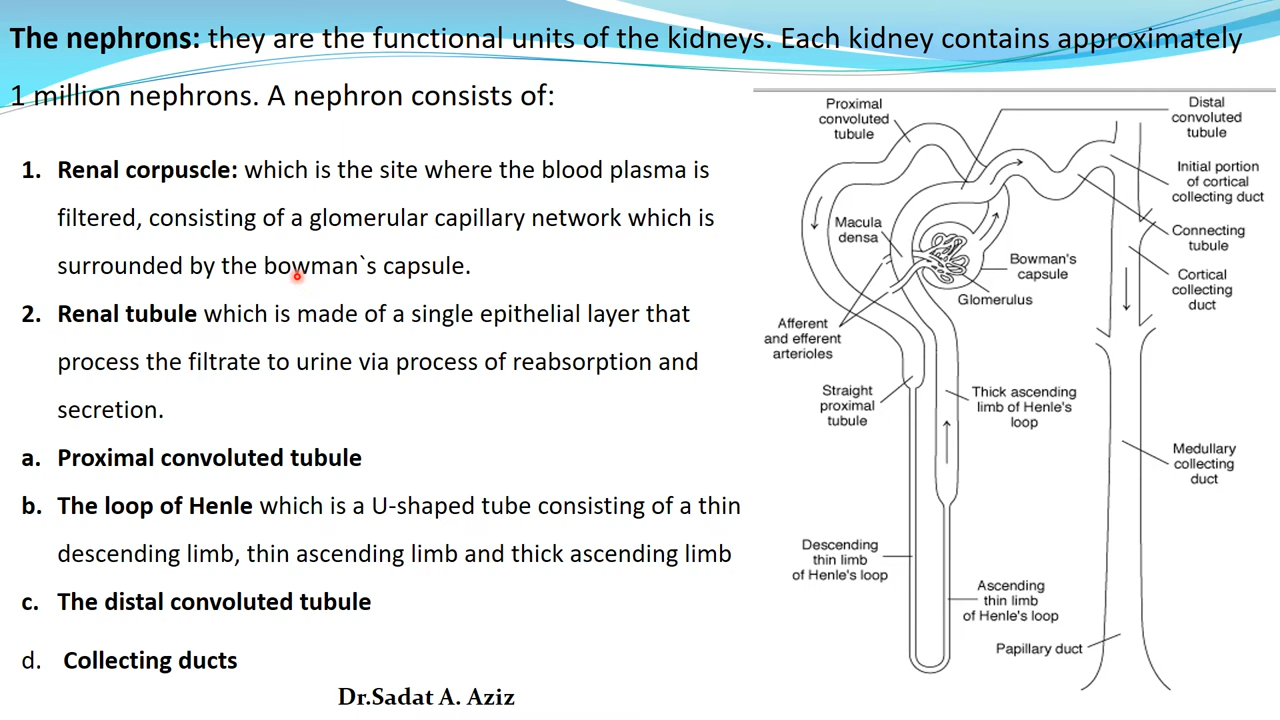 The nephrons: they are the functional units of the kidneys. Each kidney contains approximately
1 million nephrons. A nephron consists of:
1. Renal corpuscle: which is the site where the blood plasma is
filtered, consisting of a glomerular capillary network which is
surrounded by the bowman`s capsule.
2. Renal tubule which is made of a single epithelial layer that
process the filtrate to urine via process of reabsorption and
secretion.
a. Proximal convoluted tubule
b. The loop of Henle which is a U-shaped tube consisting of a thin
descending limb, thin ascending limb and thick ascending limb
c. The distal convoluted tubule
d. Collecting ducts
Dr.Sadat A. Aziz
Proximal
convoluted
tubule
Distal
convoluted
tubule
Initial portion
of cortical
collecting duct
Macula
densa
Connecting
tubule
Bowman's
capsule
Cortical
collecting
duct
Glomerulus
Afferent
and efferent
arterioles
Straight
proximal
tubule
Thick ascending
limb of Henle's
loop
Medullary
collecting
duct
Descending
thin limb
of Henle's loop
Ascending
thin limb
of Henle's loop
Papillary duct